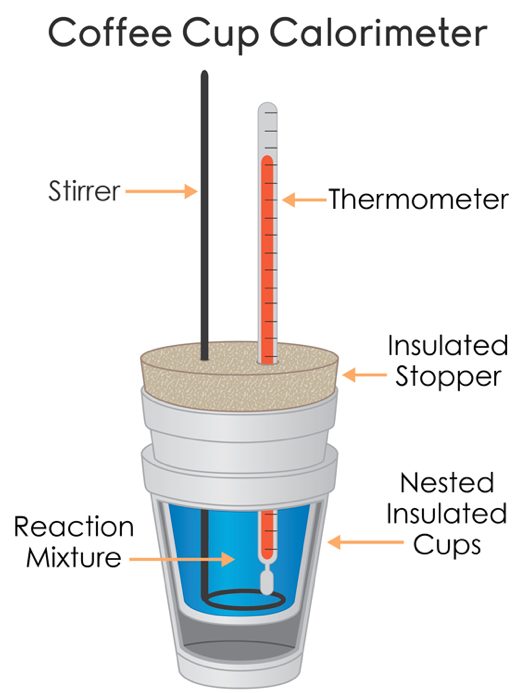 Coffee Cup Calorimeter
Stirrer
Thermometer
Insulated
Stopper
Nested
Insulated
Cups
Reaction
Mixture